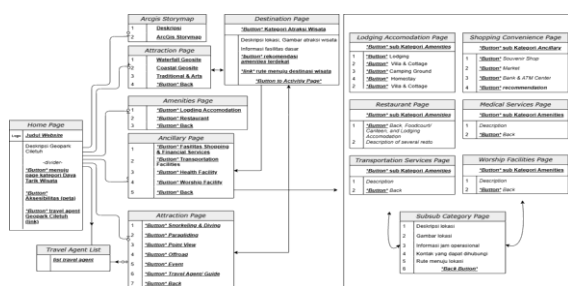 Arcgis Storymap
1 Deskripsi
2 ArcGis Storymap
Attraction Page
1 Waterfall Geosite
2 Coastal Geosite
3 Traditional & Arts
4 "Button" Back
Amenities Page
1 "Button" Logding Accomodation
2 "Button" Restaurant
3 "Button" Back
Ancillary Page
1 "Button" Fasilitas Shopping & Financial Services
2 "Button" Transportation Facilities
3 "Button" Health Facility
4 "Button" Worship Facility
5 "Button" Back
Attraction Page
1 "Button" Snorkeling & Diving
2 "Button" Paragliding
3 "Button" Point View
4 "Button" Offroad
5 "Button" Event
6 "Button" Travel Agent/ Guide
7 "Button" Back
Home Page
Logo Judul Website
Deskripsi Geopark Ciletuh
-divider-
"Button" menuju page kategori Daya Tarik Wisata
"Button" Aksesibilitas (peta)
"Button" travel agent Geopark Ciletuh (link)
Travel Agent List
list travel agent
Destination Page
"Button" Kategori Atraksi Wisata
Deskripsi lokasi, Gambar atraksi wisata
Informasi fasilitas dasar
"Button" rekomendasi amenities terdekat
"link" rute menuju destinasi wisata
"Button to Activity Page"
Lodging Accomodation Page
"Button" sub Kategori Amenities
1 "Button" Lodging
2 "Button" Villa & Cottage
3 "Button" Camping Ground
4 "Button" Homestay
2 "Button" Villa & Cottage
Shopping Convenience Page
"Button" sub Kategori Ancillary
1 "Button" Souvenir Shop
2 "Button" Market
3 "Button" Bank & ATM Center
4 "Button" recommendation
Restaurant Page
"Button" sub Kategori Amenities
1 "Button" Back. Foodcourt/ Canteen, and Lodging Accomodation
2 Description of several resto
Medical Services Page
"Button" sub Kategori Amenities
1 Description
2 "Button" Back
Transportation Services Page
"Button" sub Kategori Amenities
1 Description
2 "Button" Back
Worship Facilities Page
"Button" sub Kategori Amenities
1 Description
2 "Button" Back
Subsub Category Page
1 Deskripsi lokasi
2 Gambar lokasi
3 Informasi jam operasional
4 Kontak yang dapat dihubungi
5 Rute menuju lokasi
6 "Back Button"